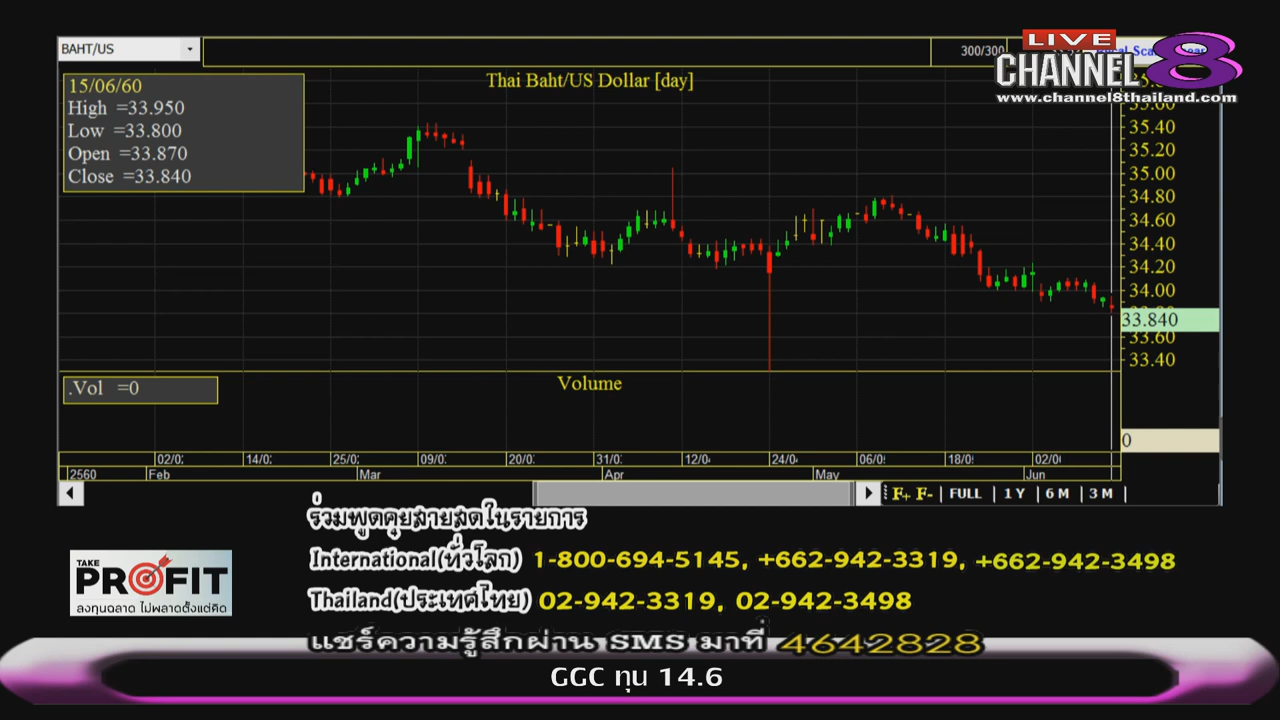 BAHT/US
300/300
LIVE
CHANNEL 8
www.channel8thailand.com
Thai Baht/US Dollar [day]
15/06/60
High =33.950
Low =33.800
Open =33.870
Close =33.840
35.40
35.20
35.00
34.80
34.60
34.40
34.20
34.00
33.840
33.60
33.40
.Vol =0
Volume
0
02/0 14/0 25/0 09/0 20/0 31/0 12/0 24/0 06/0 18/0 02/0
2560 Feb Mar Apr May Jun
F+ F- FULL 1 Y 6 M 3 M
ร่วมพูดคุยสายสดในรายการ
International(ทั่วโลก) 1-800-694-5145, +662-942-3319, +662-942-3498
Thailand(ประเทศไทย) 02-942-3319, 02-942-3498
TAKE
PROFIT
ลงทุนฉลาด ไม่พลาดตั้งแต่คิด
แชร์ความรู้สึกผ่าน SMS มาที่ 4642828
GGC ทุน 14.6